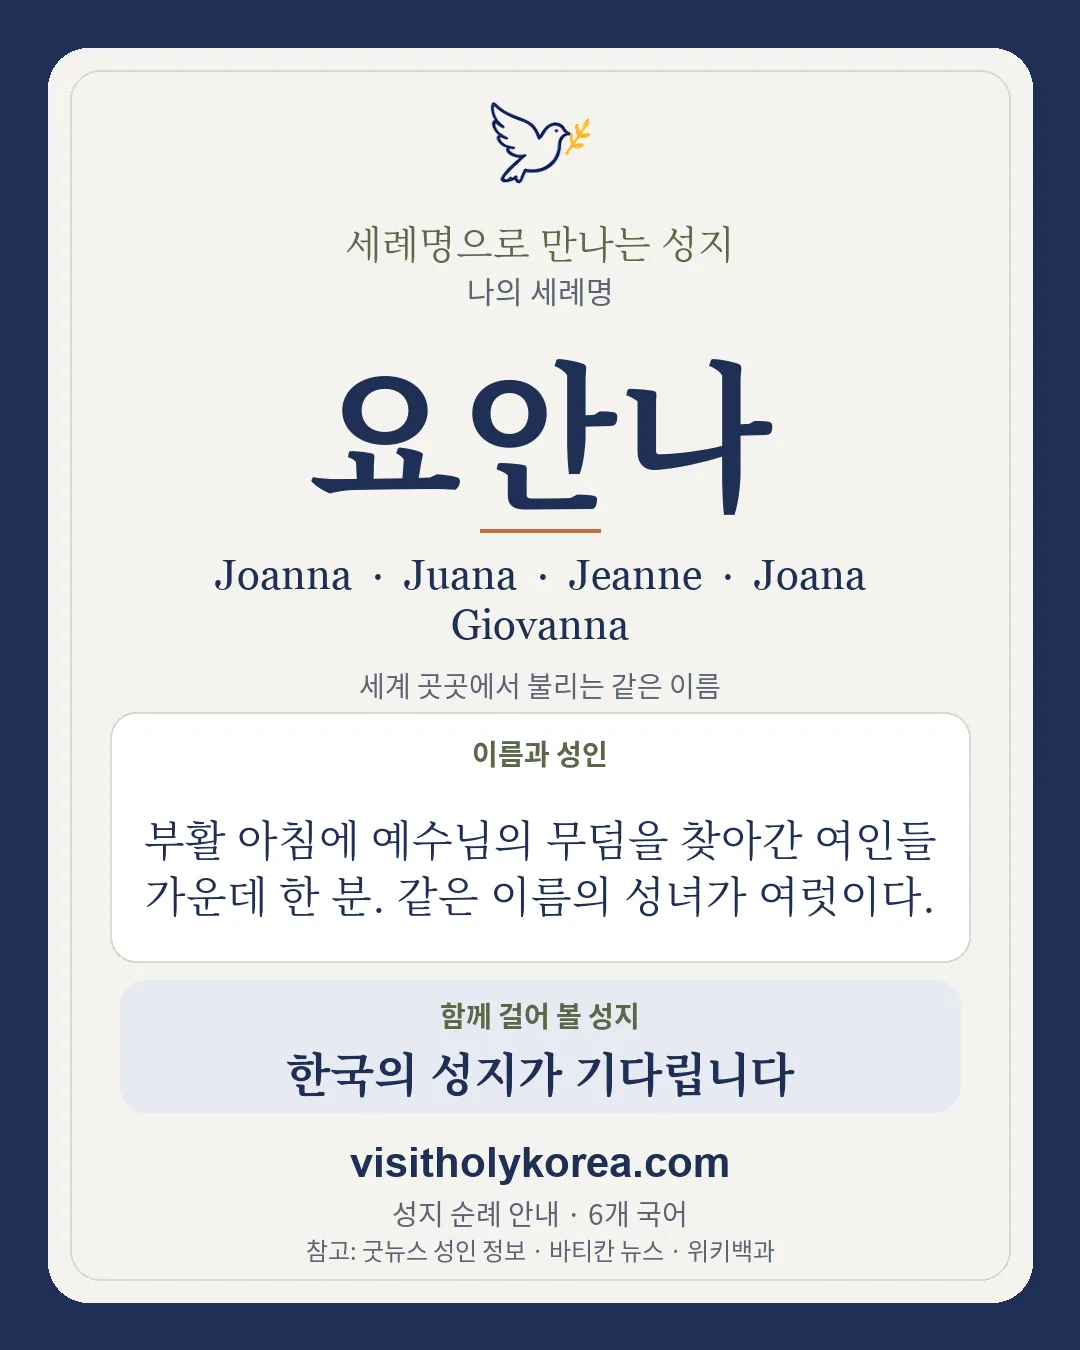 세례명으로 만나는 성지
나의 세례명
요안나
Joanna · Juana · Jeanne · Joana
Giovanna
세계 곳곳에서 불리는 같은 이름
이름과 성인
부활 아침에 예수님의 무덤을 찾아간 여인들
가운데 한 분. 같은 이름의 성녀가 여럿이다.
함께 걸어 볼 성지
한국의 성지가 기다립니다
visitholykorea.com
성지 순례 안내 · 6개 국어
참고: 굿뉴스 성인 정보 · 바티칸 뉴스 · 위키백과